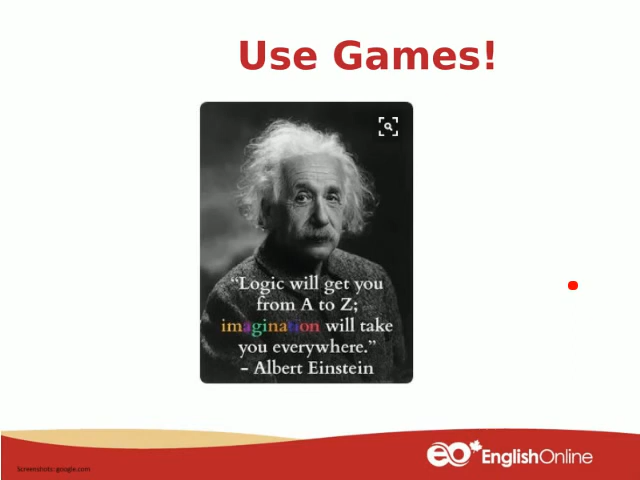 Use Games!
“Logic will get you
from A to Z;
imagination will take
you everywhere.”
– Albert Einstein
EO EnglishOnline
Screenshots: google.com